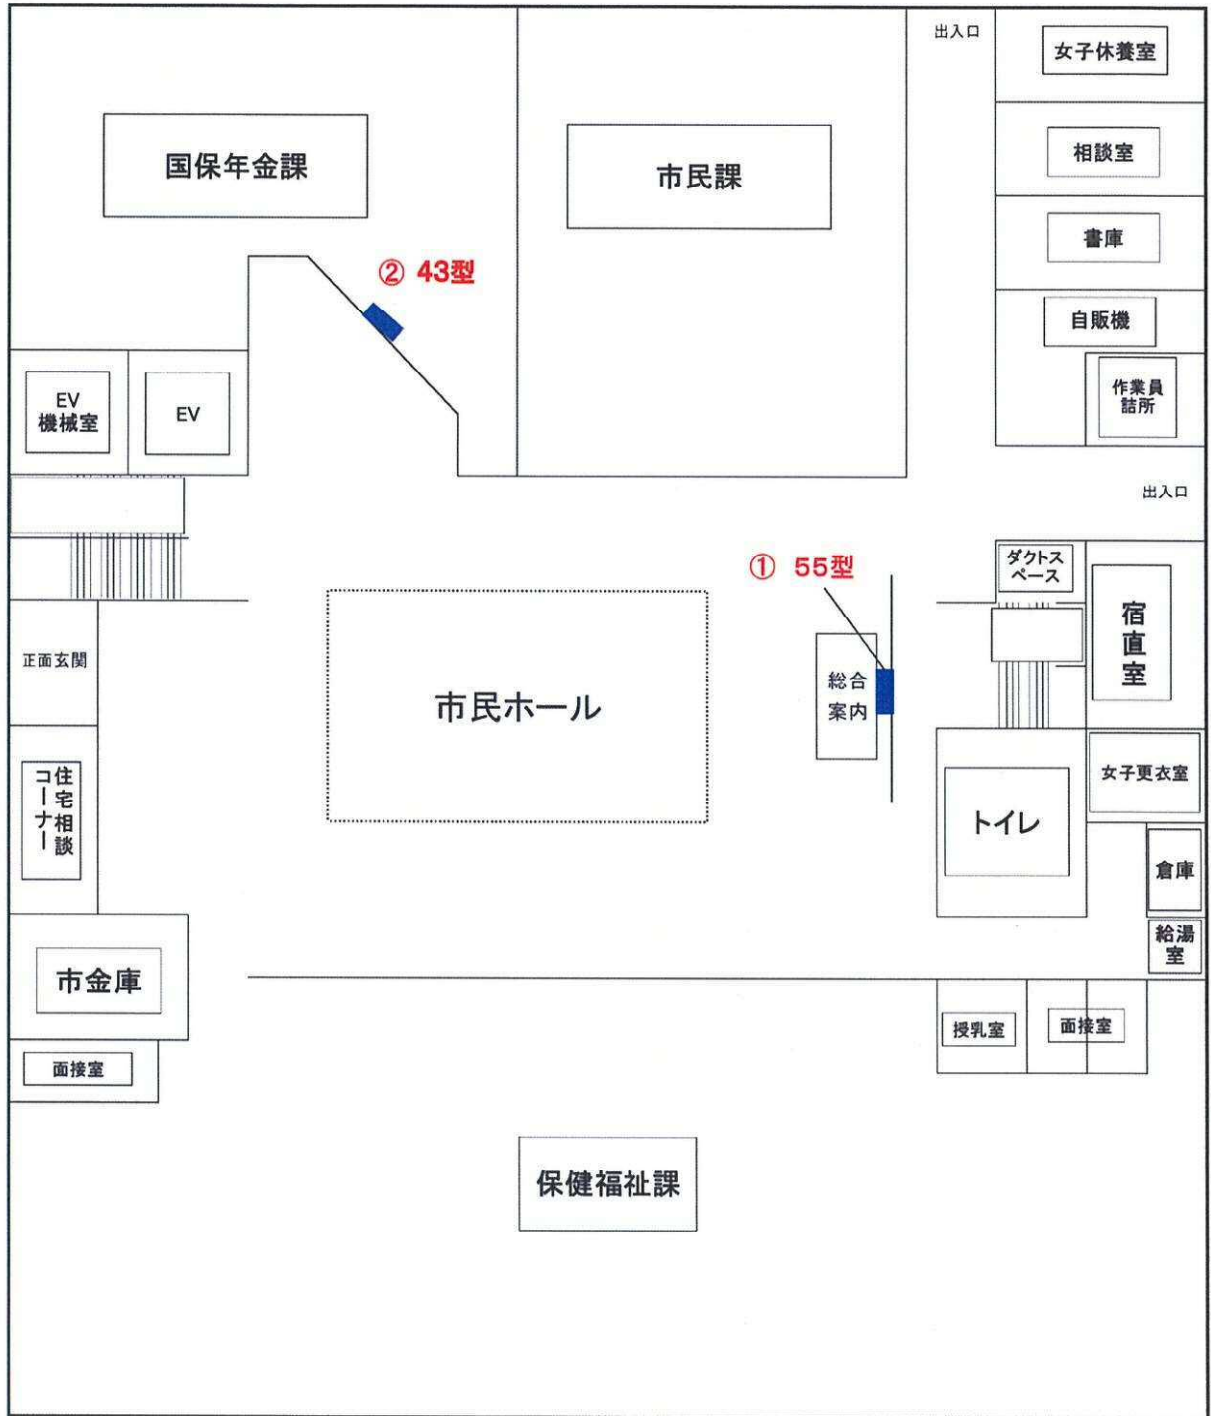 出入口
女子休養室
国保年金課
市民課
相談室
書庫
② 43型
自販機
EV
機械室
EV
作業員
詰所
出入口
① 55型
ダクトス
ペース
宿直室
正面玄関
市民ホール
総合
案内
住宅相談
コーナー
女子更衣室
トイレ
倉庫
給湯
室
市金庫
授乳室
面接室
面接室
保健福祉課